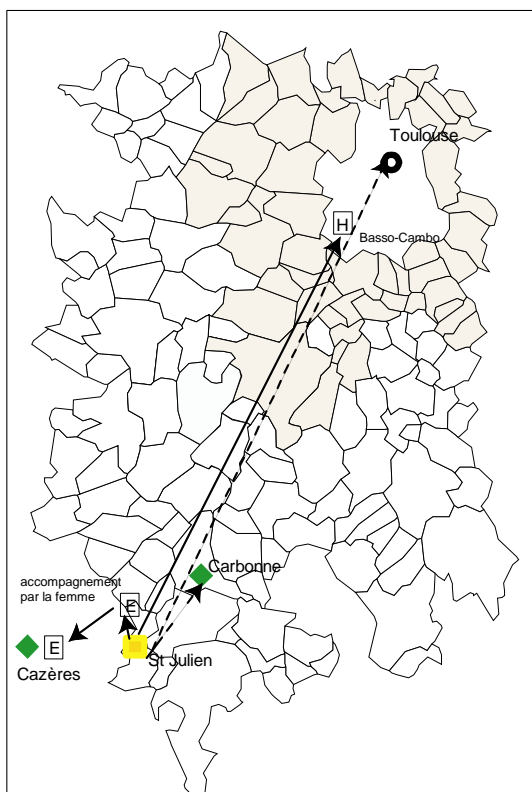 Toulouse
H
Basso-Cambo
Carbonne
accompagnement
par la femme
E
E
St Julien
Cazères